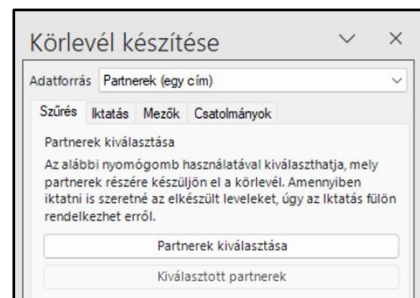 Körlevél készítése
Adatforrás Partnerek (egy cím)
Szűrés Iktatás Mezők Csatolmányok
Partnerek kiválasztása
Az alábbi nyomógomb használatával kiválaszthatja, mely
partnerek részére készüljön el a körlevél. Amennyiben
iktatni is szeretné az elkészült leveleket, úgy az Iktatás fülön
rendelkezhet erről.
Partnerek kiválasztása
Kiválasztott partnerek